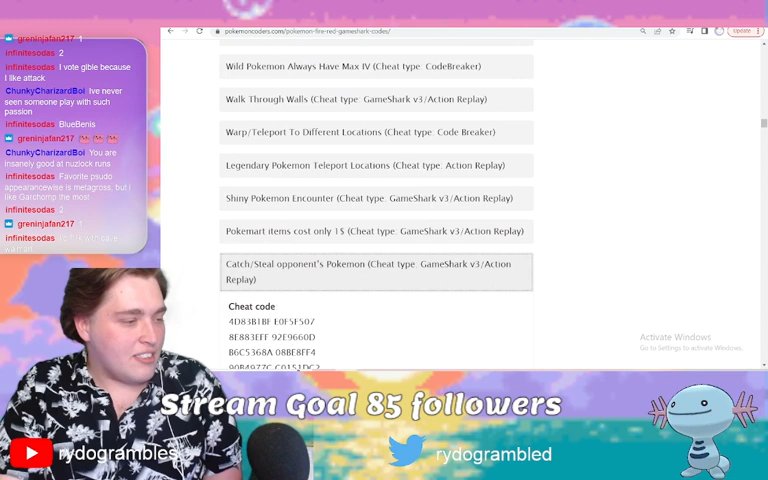 greninjafan217 1
infinitesodas 2
infinitesodas I vote gible because
I like attack
ChunkyCharizardBoi Ive never
seen someone play with such
passion
infinitesodas BlueBenis
greninjafan217
ChunkyCharizardBoi You are
insanely good at nuzlock runs
infinitesodas Favorite psudo
appearancewise is metagross, but i
like Garchomp the most
infinitesodas 2
greninjafan217 1
infinitesodas
pokemoncoders.com/pokemon-fire-red-gameshark-codes/
Update
Wild Pokemon Always Have Max IV (Cheat type: CodeBreaker)
Walk Through Walls (Cheat type: GameShark v3/Action Replay)
Warp/Teleport To Different Locations (Cheat type: Code Breaker)
Legendary Pokemon Teleport Locations (Cheat type: Action Replay)
Shiny Pokemon Encounter (Cheat type: GameShark v3/Action Replay)
Pokemart items cost only 1$ (Cheat type: GameShark v3/Action Replay)
Catch/Steal opponent's Pokemon (Cheat type: GameShark v3/Action
Replay)
Cheat code
4D83B1BF E0F5F507
8E883EFF 92E9660D
B6C5368A 08BE8FF4
90B4977C C0151DC2
Activate Windows
Go to Settings to activate Windows.
Stream Goal 85 followers
rydogrambles
rydogrambled